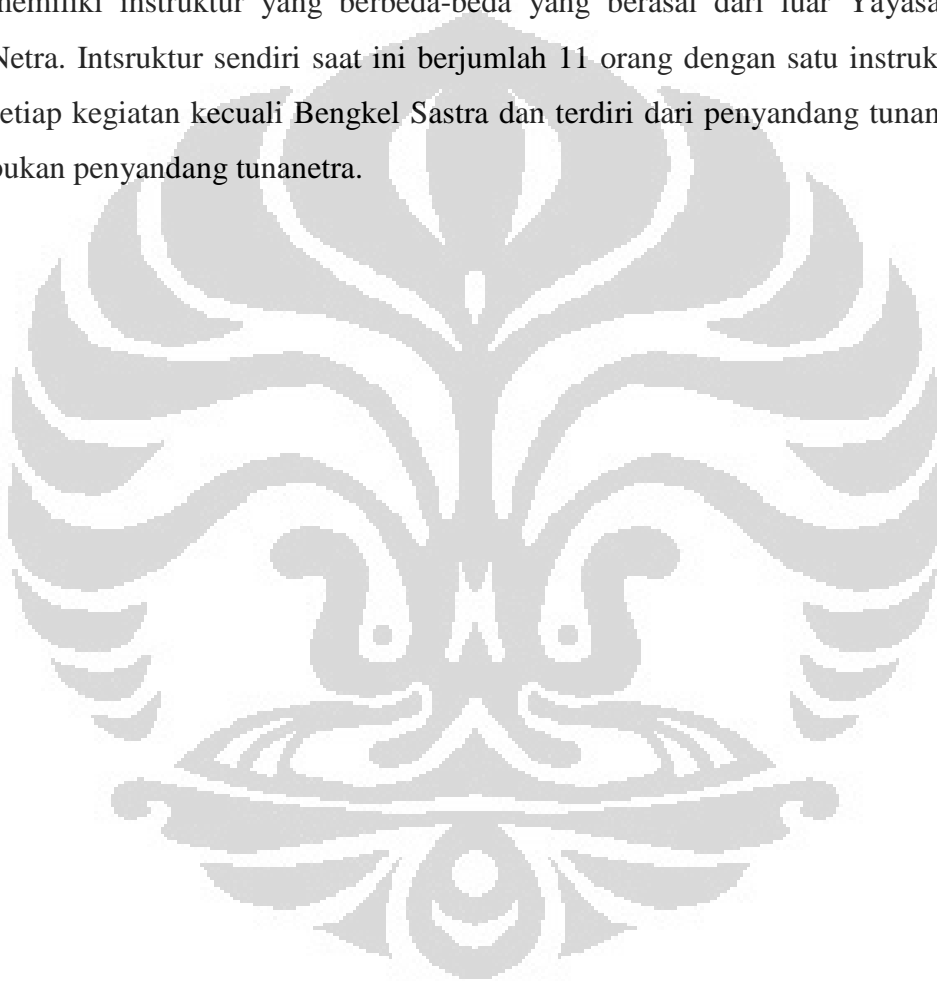 memiliki instruktur yang berbeda-beda yang berasal dari luar Yayasa
Netra. Intsruktur sendiri saat ini berjumlah 11 orang dengan satu instruk
setiap kegiatan kecuali Bengkel Sastra dan terdiri dari penyandang tunan
bukan penyandang tunanetra.